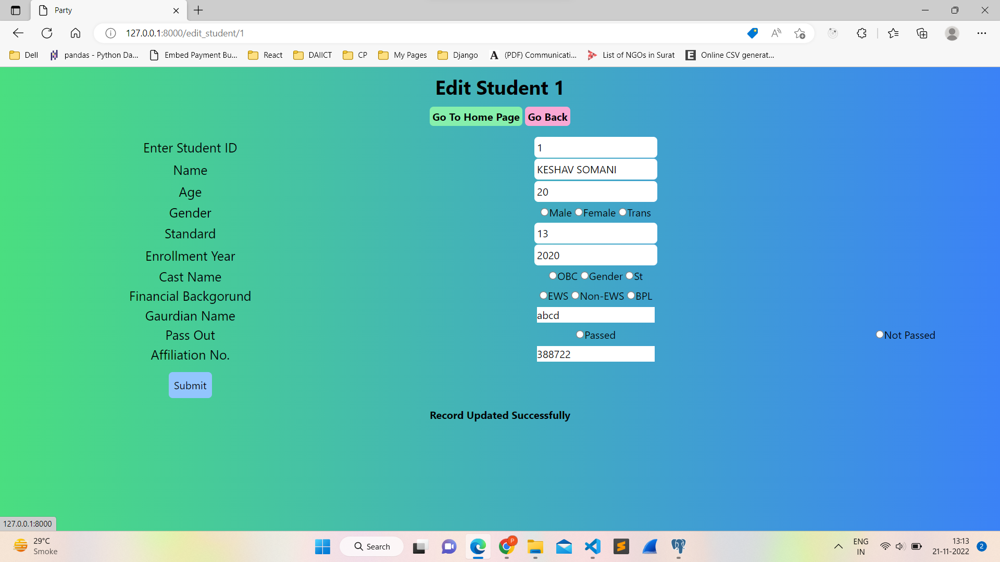 Party
127.0.0.1:8000/edit_student/1
Dell
pandas - Python Da...
Embed Payment Bu...
React
DAIICT
CP
My Pages
Django
(PDF) Communicati...
List of NGOs in Surat
Online CSV generat...
Edit Student 1
Go To Home Page Go Back
Enter Student ID 1
Name KESHAV SOMANI
Age 20
Gender Male Female Trans
Standard 13
Enrollment Year 2020
Cast Name OBC Gender St
Financial Backgorund EWS Non-EWS BPL
Gaurdian Name abcd
Pass Out Passed Not Passed
Affiliation No. 388722
Submit
Record Updated Successfully
127.0.0.1:8000
29°C
Smoke
Search
P
ENG
IN
13:13
21-11-2022
2